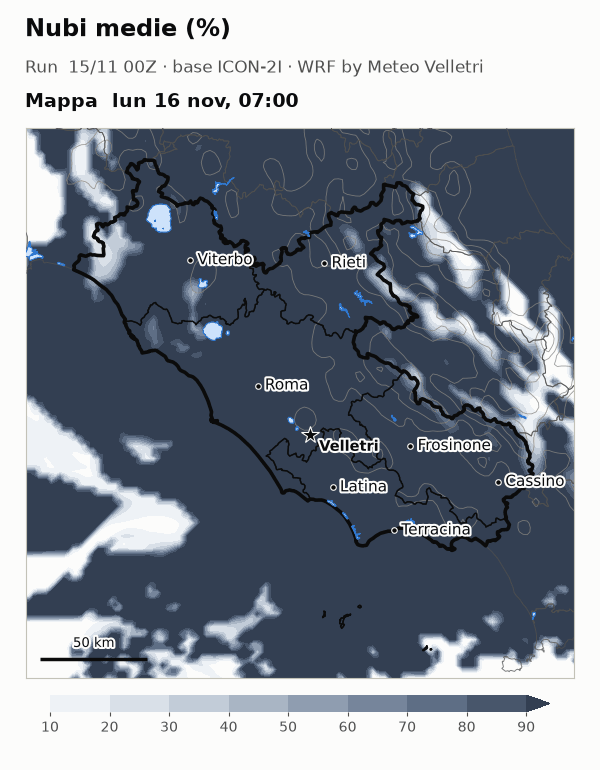 Nubi medie (%)
Run  15/11 00Z · base ICON-2I · WRF by Meteo Velletri
Mappa  lun 16 nov, 07:00
Viterbo
Rieti
Roma
Velletri
Frosinone
Cassino
Latina
Terracina
50 km
10 20 30 40 50 60 70 80 90